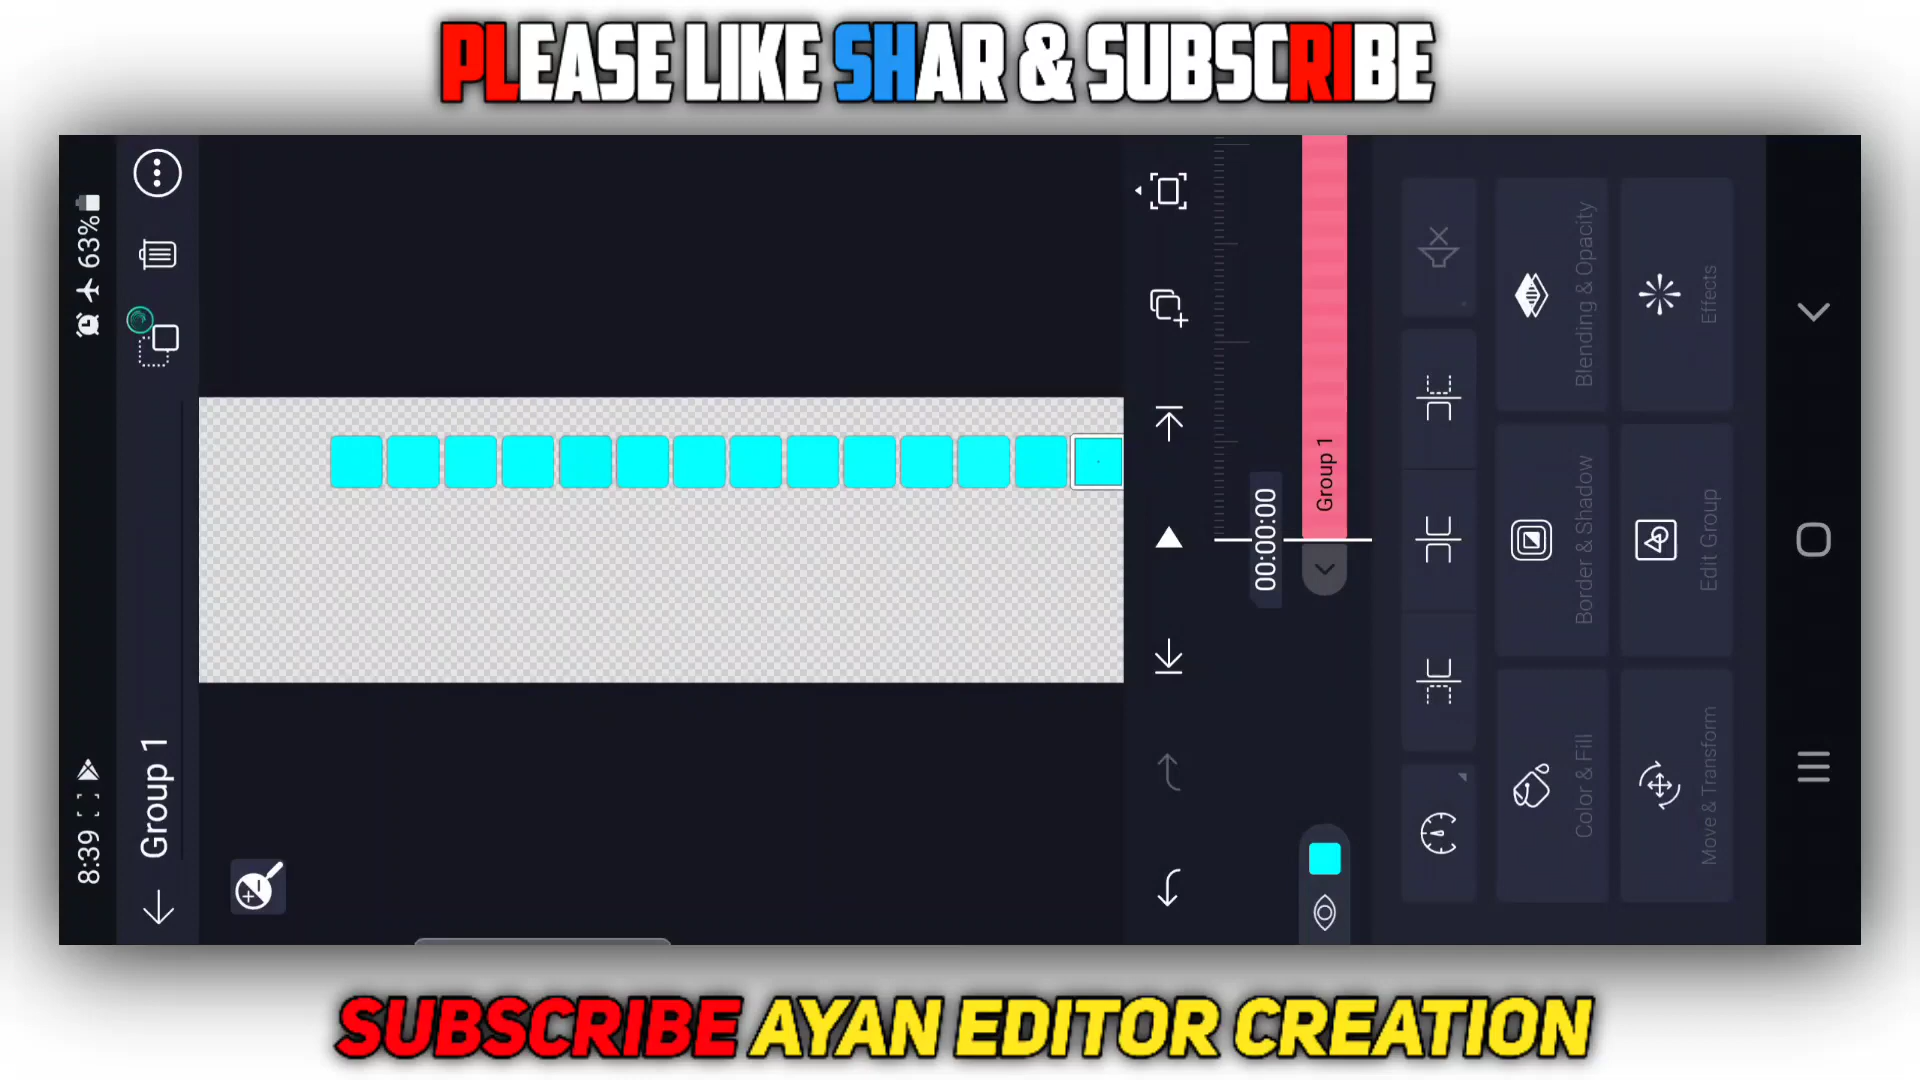 PLEASE LIKE SHAR & SUBSCRIBE
8:39
63%
Group 1
00:00:00
Group 1
Color & Fill
Border & Shadow
Blending & Opacity
Move & Transform
Edit Group
Effects
SUBSCRIBE AYAN EDITOR CREATION